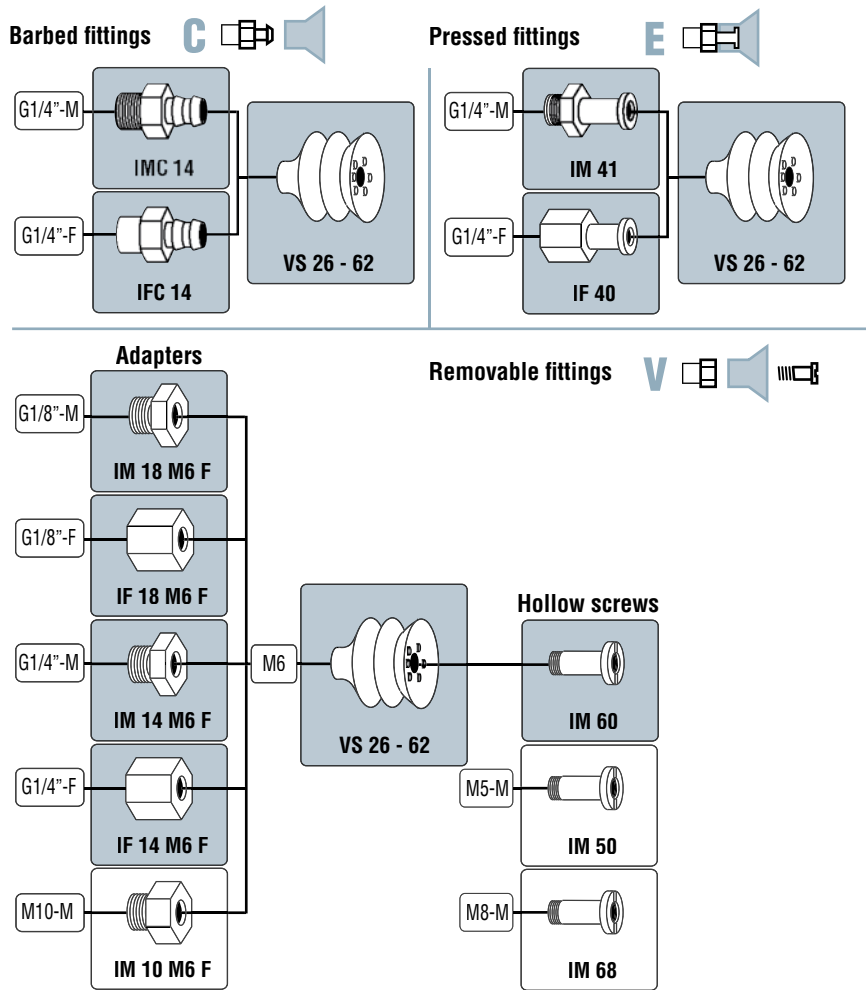 Barbed fittings C
G1/4”-M
IMC 14
G1/4”-F
IFC 14
VS 26 - 62
Pressed fittings E
G1/4”-M
IM 41
G1/4”-F
IF 40
VS 26 - 62
Adapters
Removable fittings V
G1/8”-M
IM 18 M6 F
G1/8”-F
IF 18 M6 F
G1/4”-M
IM 14 M6 F
G1/4”-F
IF 14 M6 F
M10-M
IM 10 M6 F
M6
VS 26 - 62
Hollow screws
IM 60
M5-M
IM 50
M8-M
IM 68